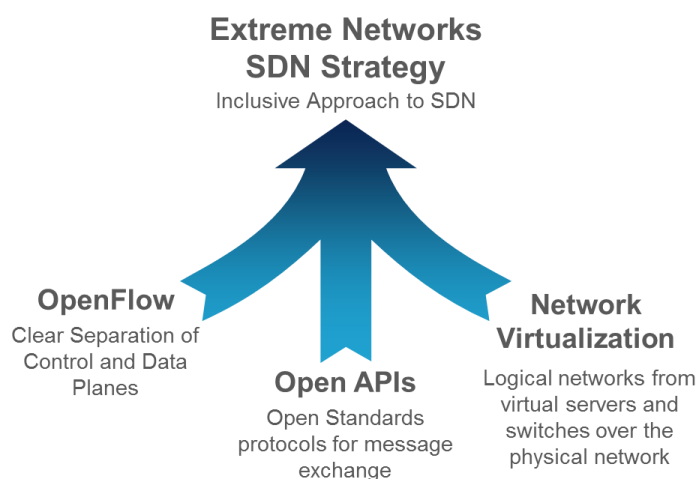 Extreme Networks
SDN Strategy
Inclusive Approach to SDN
OpenFlow
Clear Separation of
Control and Data
Planes
Open APIs
Open Standards
protocols for message
exchange
Network
Virtualization
Logical networks from
virtual servers and
switches over the
physical network